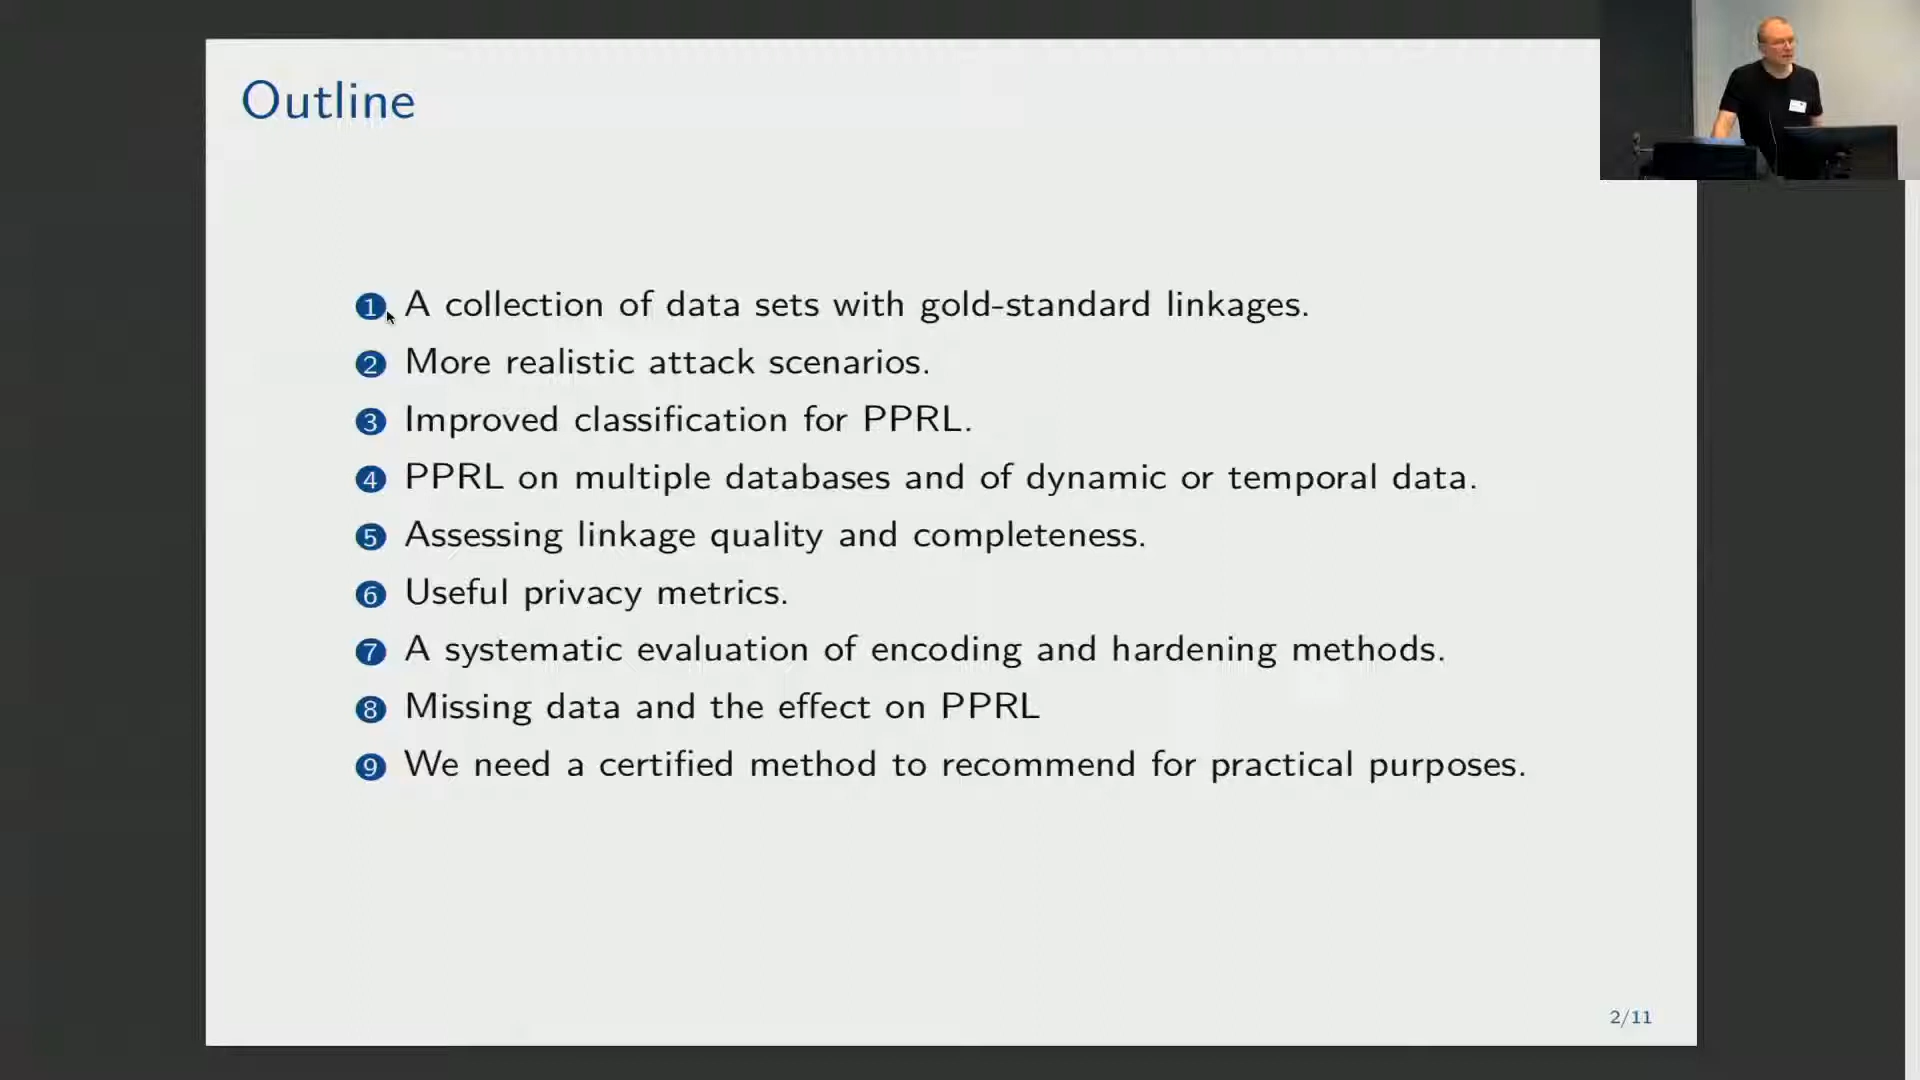 Outline
1 A collection of data sets with gold-standard linkages.
2 More realistic attack scenarios.
3 Improved classification for PPRL.
4 PPRL on multiple databases and of dynamic or temporal data.
5 Assessing linkage quality and completeness.
6 Useful privacy metrics.
7 A systematic evaluation of encoding and hardening methods.
8 Missing data and the effect on PPRL
9 We need a certified method to recommend for practical purposes.
2/11